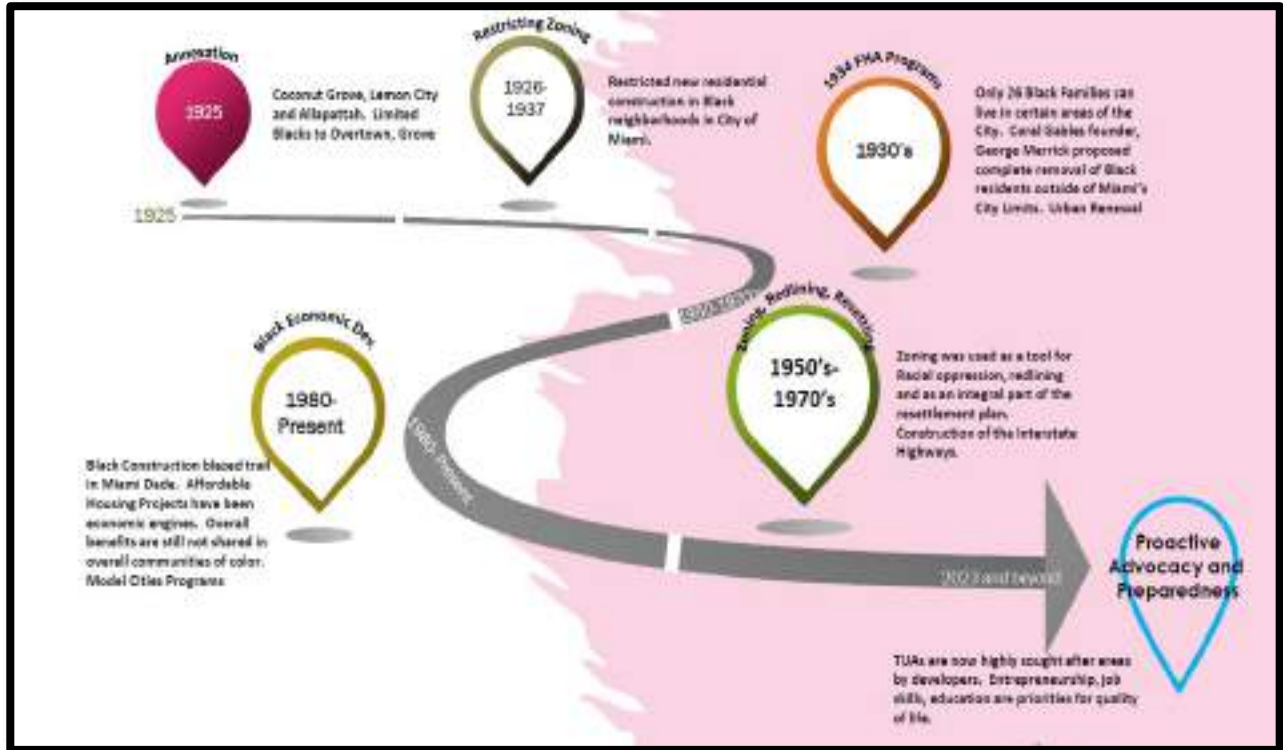 Annexation
1925
Coconut Grove, Lemon City
and Allapattah. Limited
Blacks to Overtown, Grove
Restricting Zoning
1926-
1937
Restricted new residential
construction in Black
neighborhoods in City of
Miami.
1934 FHA Programs
1930's
Only 26 Black Families can
live in certain areas of the
City. Coral Gables founder,
George Merrick proposed
complete removal of Black
residents outside of Miami's
City Limits. Urban Renewal
1925
Zoning, Redlining,
1950's-
1970's
Zoning was used as a tool for
Racial oppression, redlining
and as an integral part of the
resettlement plan.
Construction of the Interstate
Highways.
Black Economic Dev.
1980-
Present
Black Construction blazed trail
in Miami Dade. Affordable
Housing Projects have been
economic engines. Overall
benefits are still not shared in
overall communities of color.
Model Cities Programs
1980- Present
2023 and beyond
Proactive
Advocacy and
Preparedness
TUAs are now highly sought after areas
by developers. Entrepreneurship, job
skills, education are priorities for quality
of life.